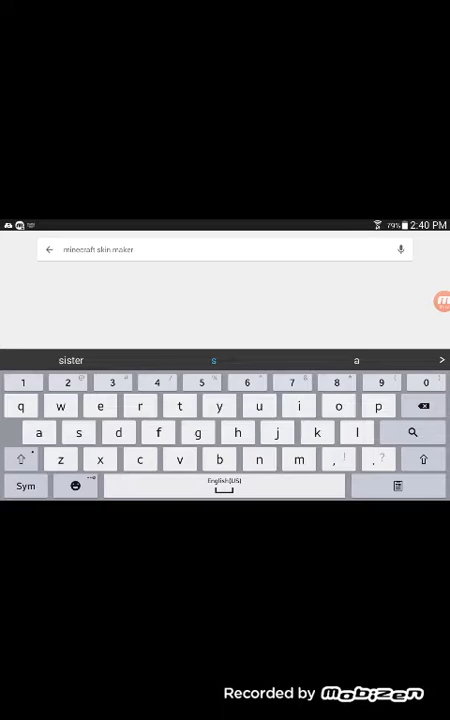 79% 2:40 PM
minecraft skin maker
sister s a
1 2 3 4 5 6 7 8 9 0
q w e r t y u i o p
a s d f g h j k l
z x c v b n m , ! . ?
Sym English(US)
Recorded by mobizen